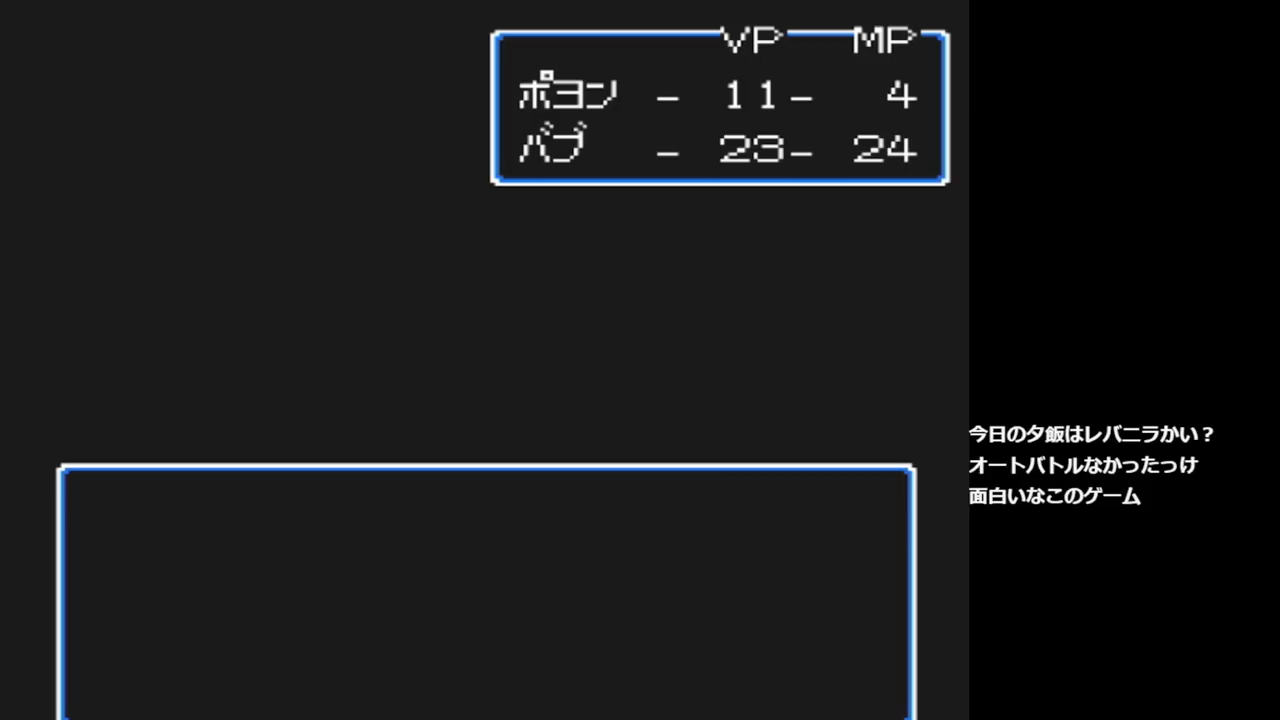 VP MP
ポヨン - 11- 4
バブ - 23- 24
今日の夕飯はレバニラかい？
オートバトルなかったっけ
面白いなこのゲーム